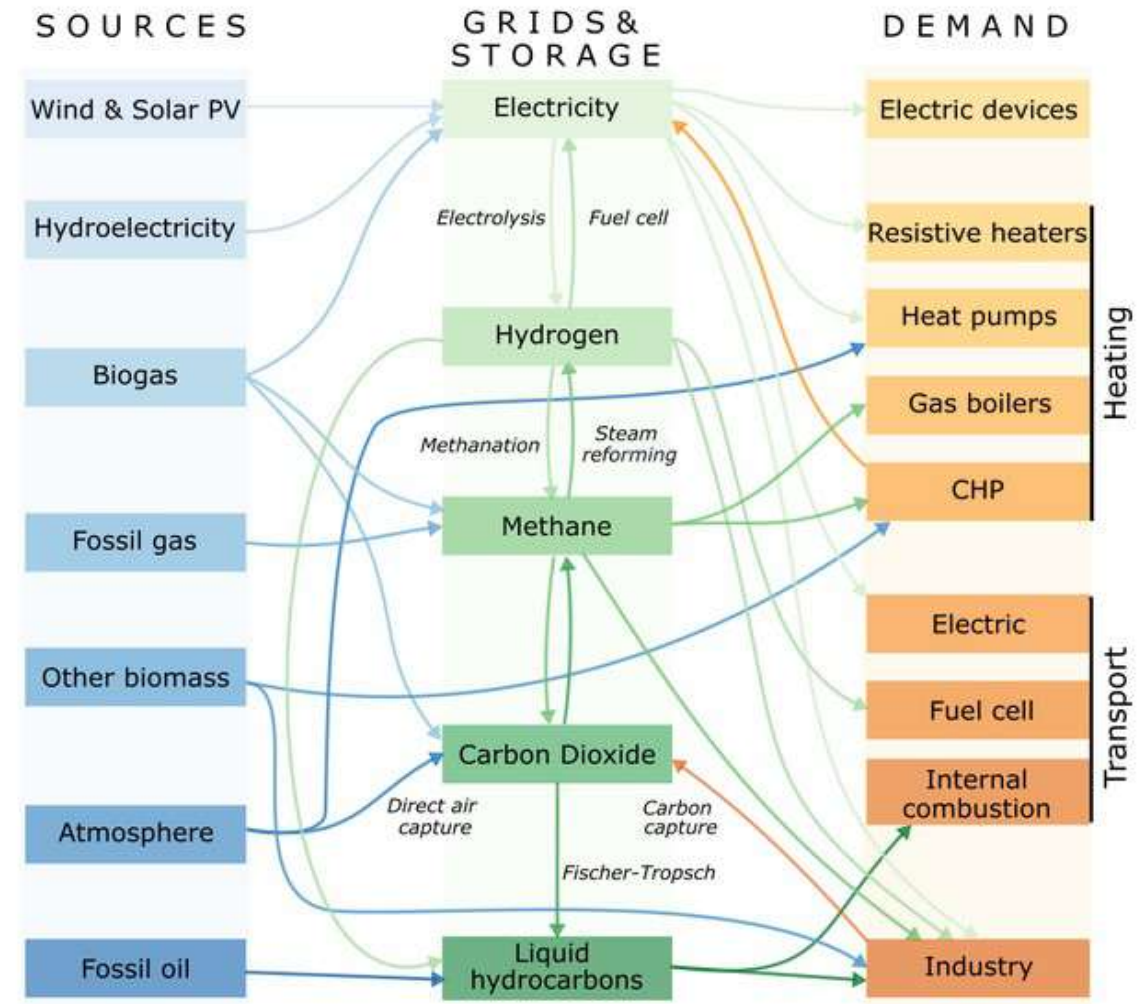 SOURCES
GRIDS &
STORAGE
DEMAND
Wind & Solar PV
Hydroelectricity
Biogas
Fossil gas
Other biomass
Atmosphere
Fossil oil
Electricity
Electrolysis
Fuel cell
Hydrogen
Methanation
Steam
reforming
Methane
Carbon Dioxide
Direct air
capture
Carbon
capture
Fischer-Tropsch
Liquid
hydrocarbons
Electric devices
Resistive heaters
Heat pumps
Gas boilers
CHP
Heating
Electric
Fuel cell
Internal
combustion
Transport
Industry